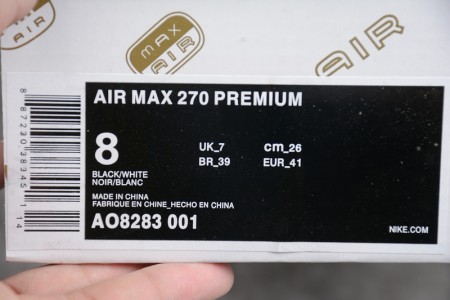 MAX
AIR
AIR
AIR MAX 270 PREMIUM
8
UK_7
cm_26
BR_39
EUR_41
BLACK/WHITE
NOIR/BLANC
MADE IN CHINA
FABRIQUE EN CHINE_HECHO EN CHINA
AO8283 001
NIKE.COM